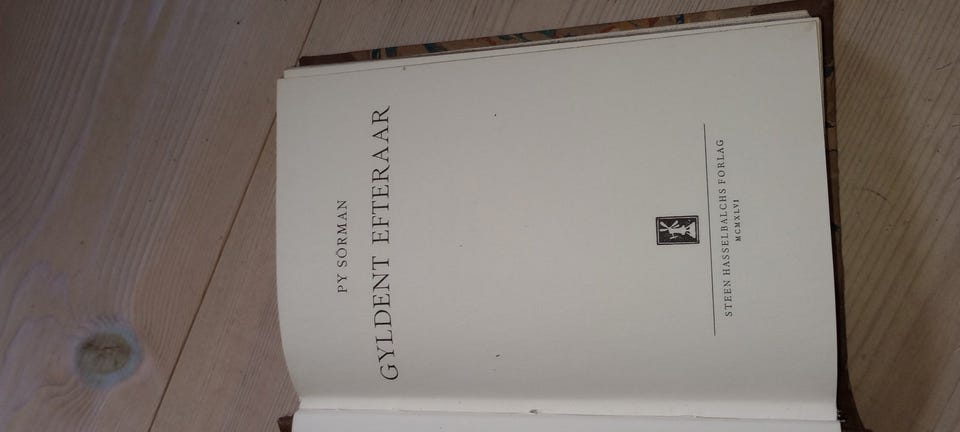 PY SÖRMAN
GYLDENT EFTERAAR
STEEN HASSELBALCHS FORLAG
MCMXLVI